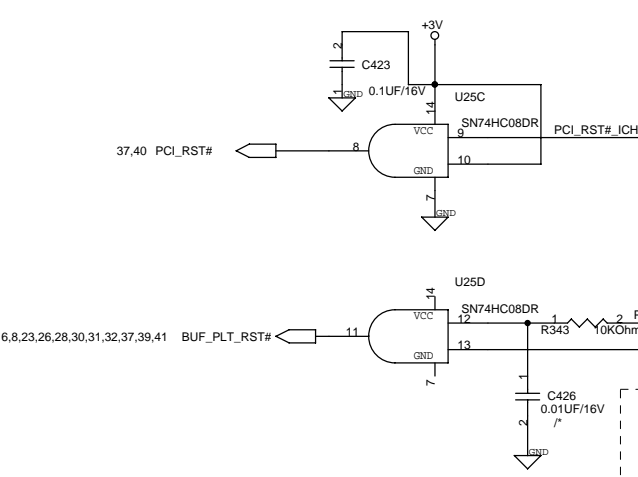 +3V
2
C423
1
GND
0.1UF/16V
14
U25C
SN74HC08DR
VCC
9
PCI_RST#_ICH
37,40 PCI_RST#
8
10
GND
7
GND
U25D
14
SN74HC08DR
VCC
12
1
2
R343
10KOhm
6,8,23,26,28,30,31,32,37,39,41 BUF_PLT_RST#
11
13
GND
7
1
C426
0.01UF/16V
2
/*
GND